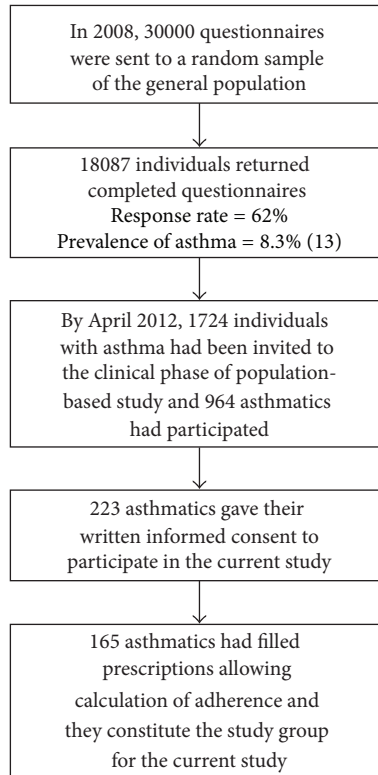 In 2008, 30000 questionnaires
were sent to a random sample
of the general population
18087 individuals returned
completed questionnaires
Response rate = 62%
Prevalence of asthma = 8.3% (13)
By April 2012, 1724 individuals
with asthma had been invited to
the clinical phase of population-
based study and 964 asthmatics
had participated
223 asthmatics gave their
written informed consent to
participate in the current study
165 asthmatics had filled
prescriptions allowing
calculation of adherence and
they constitute the study group
for the current study